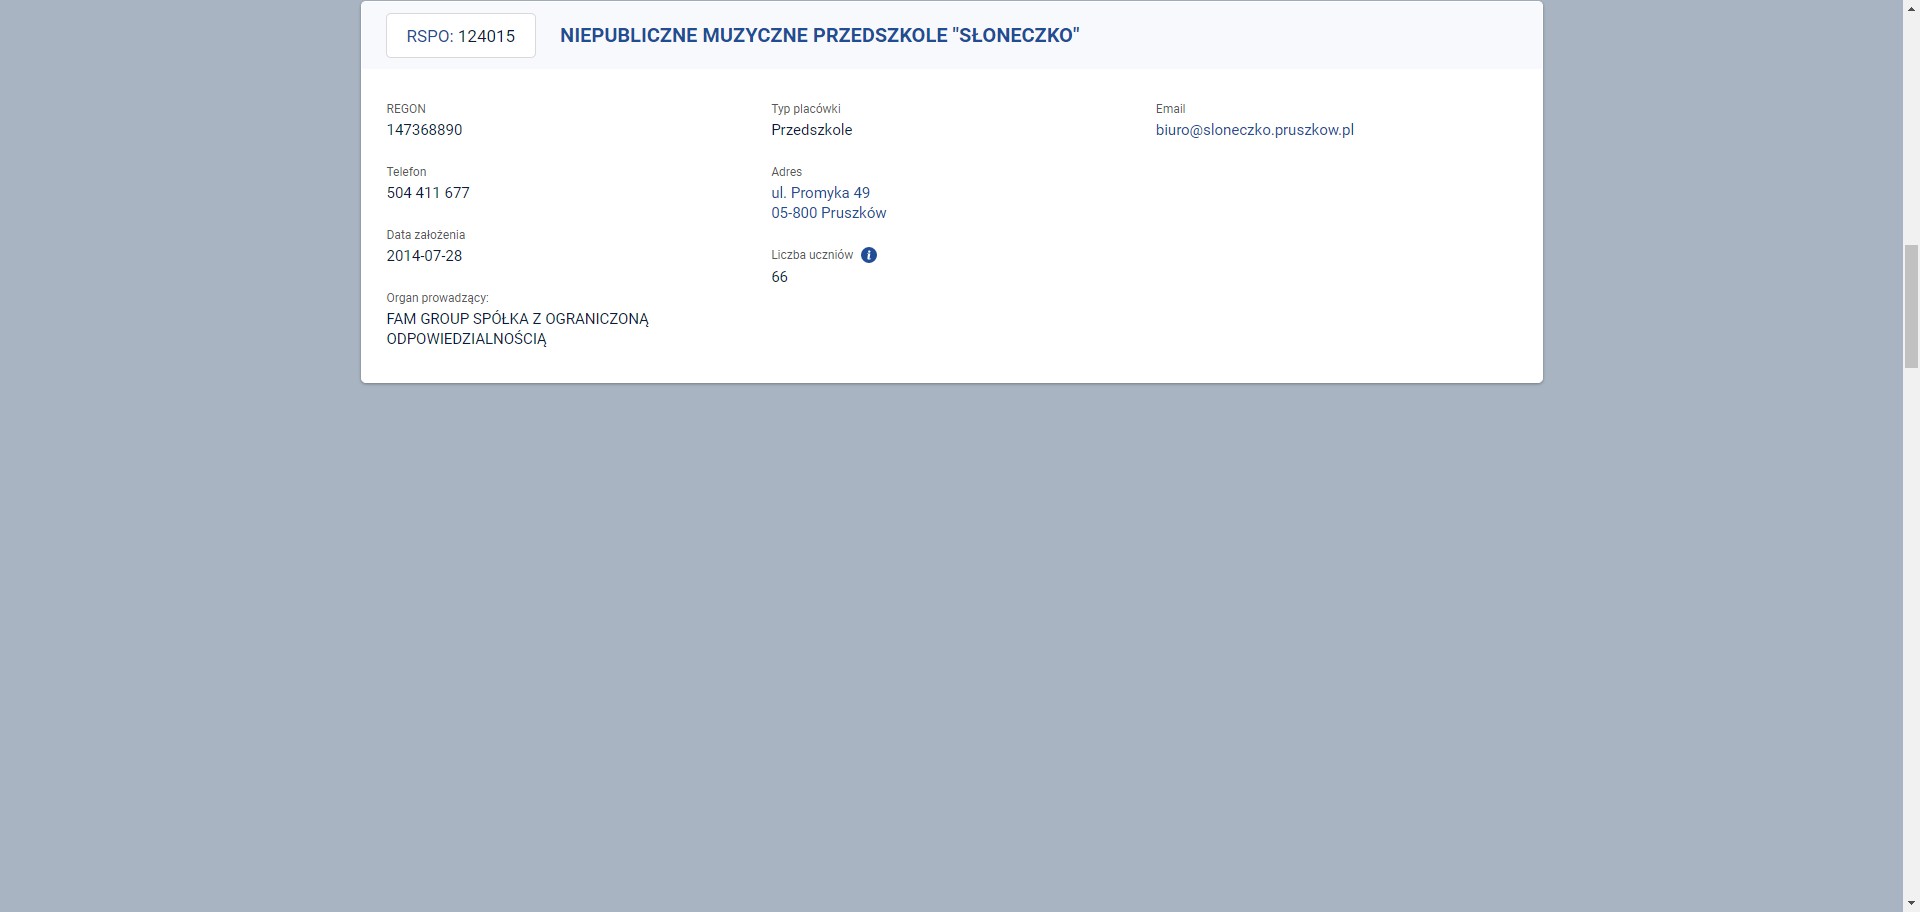 RSPO: 124015
NIEPUBLICZNE MUZYCZNE PRZEDSZKOLE "SŁONECZKO"
REGON
147368890
Telefon
504 411 677
Data założenia
2014-07-28
Organ prowadzący:
FAM GROUP SPÓŁKA Z OGRANICZONĄ
ODPOWIEDZIALNOŚCIĄ
Typ placówki
Przedszkole
Adres
ul. Promyka 49
05-800 Pruszków
Liczba uczniów i
66
Email
biuro@sloneczko.pruszkow.pl